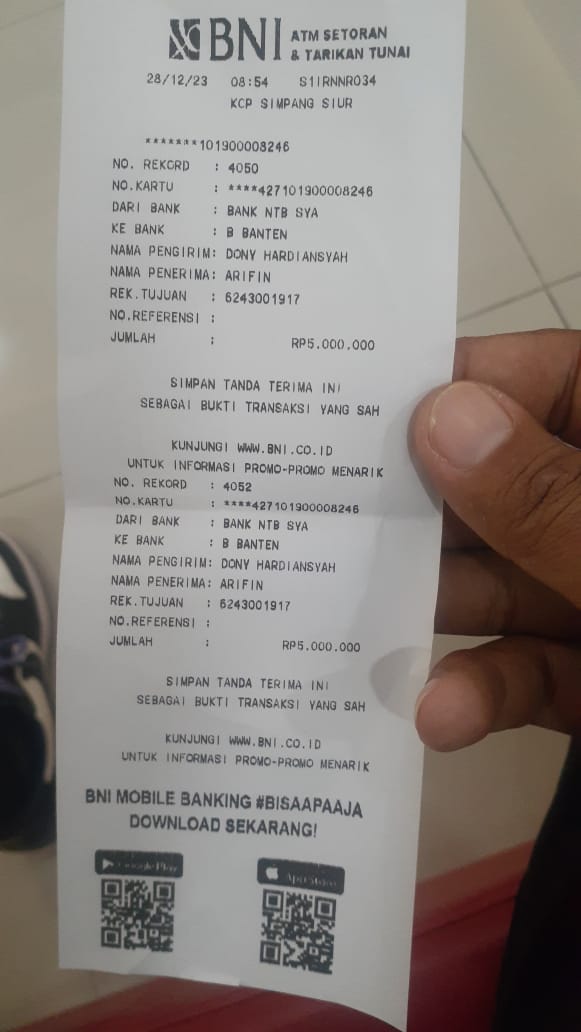 BNI ATM SETORAN
& TARIKAN TUNAI
28/12/23 08:54 S1IRNNR034
KCP SIMPANG SIUR
*******101900008246
NO. REKORD : 4050
NO.KARTU : ****427101900008246
DARI BANK : BANK NTB SYA
KE BANK : B BANTEN
NAMA PENGIRIM: DONY HARDIANSYAH
NAMA PENERIMA: ARIFIN
REK.TUJUAN : 6243001917
NO.REFERENSI :
JUMLAH : RP5.000.000
SIMPAN TANDA TERIMA INI
SEBAGAI BUKTI TRANSAKSI YANG SAH
KUNJUNGI WWW.BNI.CO.ID
UNTUK INFORMASI PROMO-PROMO MENARIK
NO. REKORD : 4052
NO.KARTU : ****427101900008246
DARI BANK : BANK NTB SYA
KE BANK : B BANTEN
NAMA PENGIRIM: DONY HARDIANSYAH
NAMA PENERIMA: ARIFIN
REK.TUJUAN : 6243001917
NO.REFERENSI :
JUMLAH : RP5.000.000
SIMPAN TANDA TERIMA INI
SEBAGAI BUKTI TRANSAKSI YANG SAH
KUNJUNGI WWW.BNI.CO.ID
UNTUK INFORMASI PROMO-PROMO MENARIK
BNI MOBILE BANKING #BISAAPAAJA
DOWNLOAD SEKARANG!
Google Play App Store